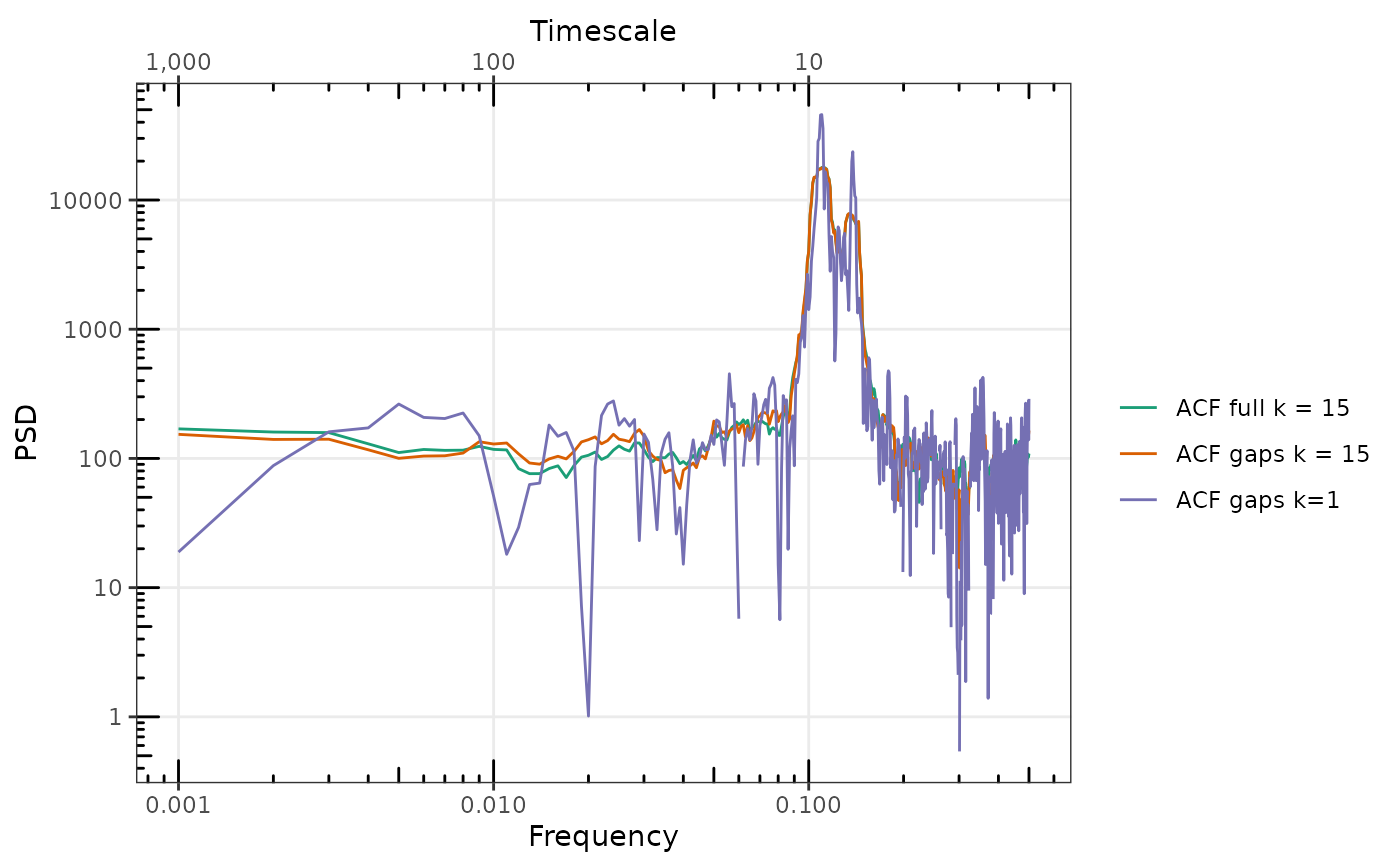 Timescale
1,000 100 10
PSD
10000
1000
100
10
1
0.001 0.010 0.100
Frequency
ACF full k = 15
ACF gaps k = 15
ACF gaps k=1